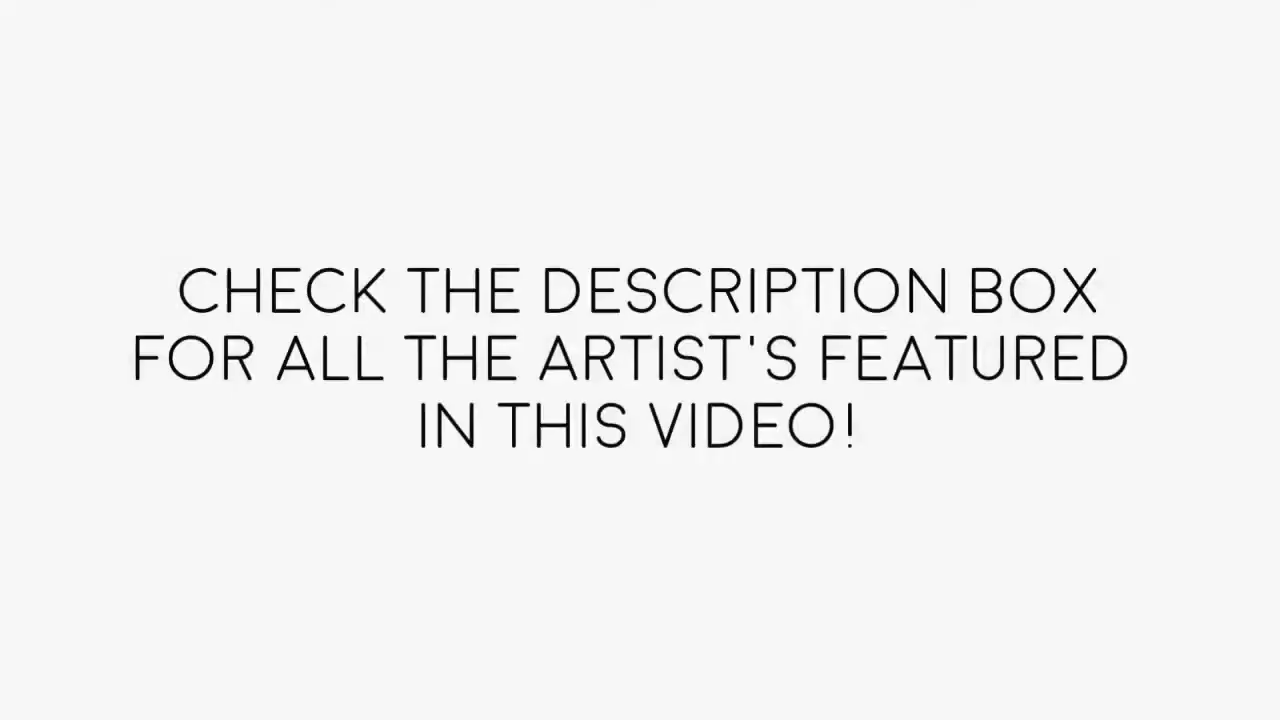 CHECK THE DESCRIPTION BOX
FOR ALL THE ARTIST'S FEATURED
IN THIS VIDEO!